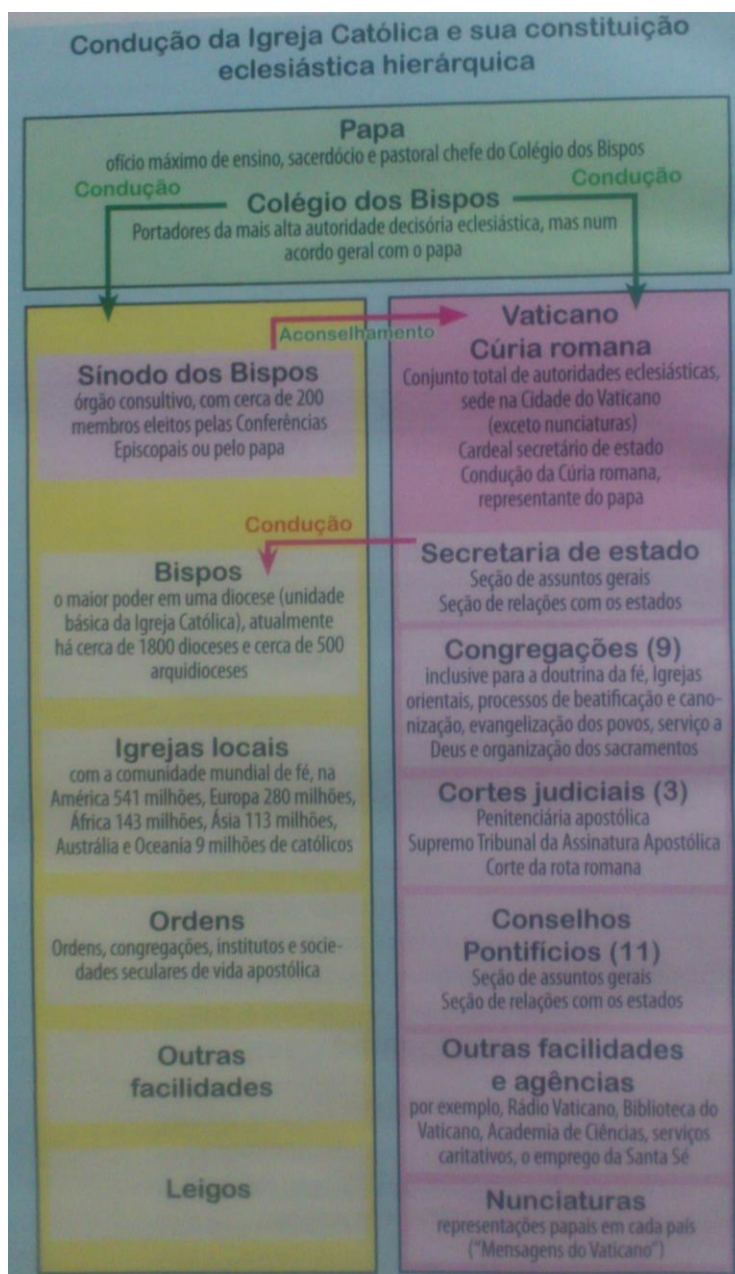 Condução da Igreja Católica e sua constituição
eclesiástica hierárquica
Papa
ofício máximo de ensino, sacerdócio e pastoral chefe do Colégio dos Bispos
Condução
Condução
Colégio dos Bispos
Portadores da mais alta autoridade decisória eclesiástica, mas num
acordo geral com o papa
Aconselhamento
Sínodo dos Bispos
órgão consultivo, com cerca de 200
membros eleitos pelas Conferências
Episcopais ou pelo papa
Condução
Bispos
o maior poder em uma diocese (unidade
básica da Igreja Católica), atualmente
há cerca de 1800 dioceses e cerca de 500
arquidioceses
Igrejas locais
com a comunidade mundial de fé, na
América 541 milhões, Europa 280 milhões,
África 143 milhões, Ásia 113 milhões,
Austrália e Oceania 9 milhões de católicos
Ordens
Ordens, congregações, institutos e socie-
dades seculares de vida apostólica
Outras
facilidades
Leigos
Vaticano
Cúria romana
Conjunto total de autoridades eclesiásticas,
sede na Cidade do Vaticano
(exceto nunciaturas)
Cardeal secretário de estado
Condução da Cúria romana,
representante do papa
Secretaria de estado
Seção de assuntos gerais
Seção de relações com os estados
Congregações (9)
inclusive para a doutrina da fé, Igrejas
orientais, processos de beatificação e cano-
nização, evangelização dos povos, serviço a
Deus e organização dos sacramentos
Cortes judiciais (3)
Penitenciária apostólica
Supremo Tribunal da Assinatura Apostólica
Corte da rota romana
Conselhos
Pontifícios (11)
Seção de assuntos gerais
Seção de relações com os estados
Outras facilidades
e agências
por exemplo, Rádio Vaticano, Biblioteca do
Vaticano, Academia de Ciências, serviços
caritativos, o emprego da Santa Sé
Nunciaturas
representações papais em cada país
("Mensagens do Vaticano")